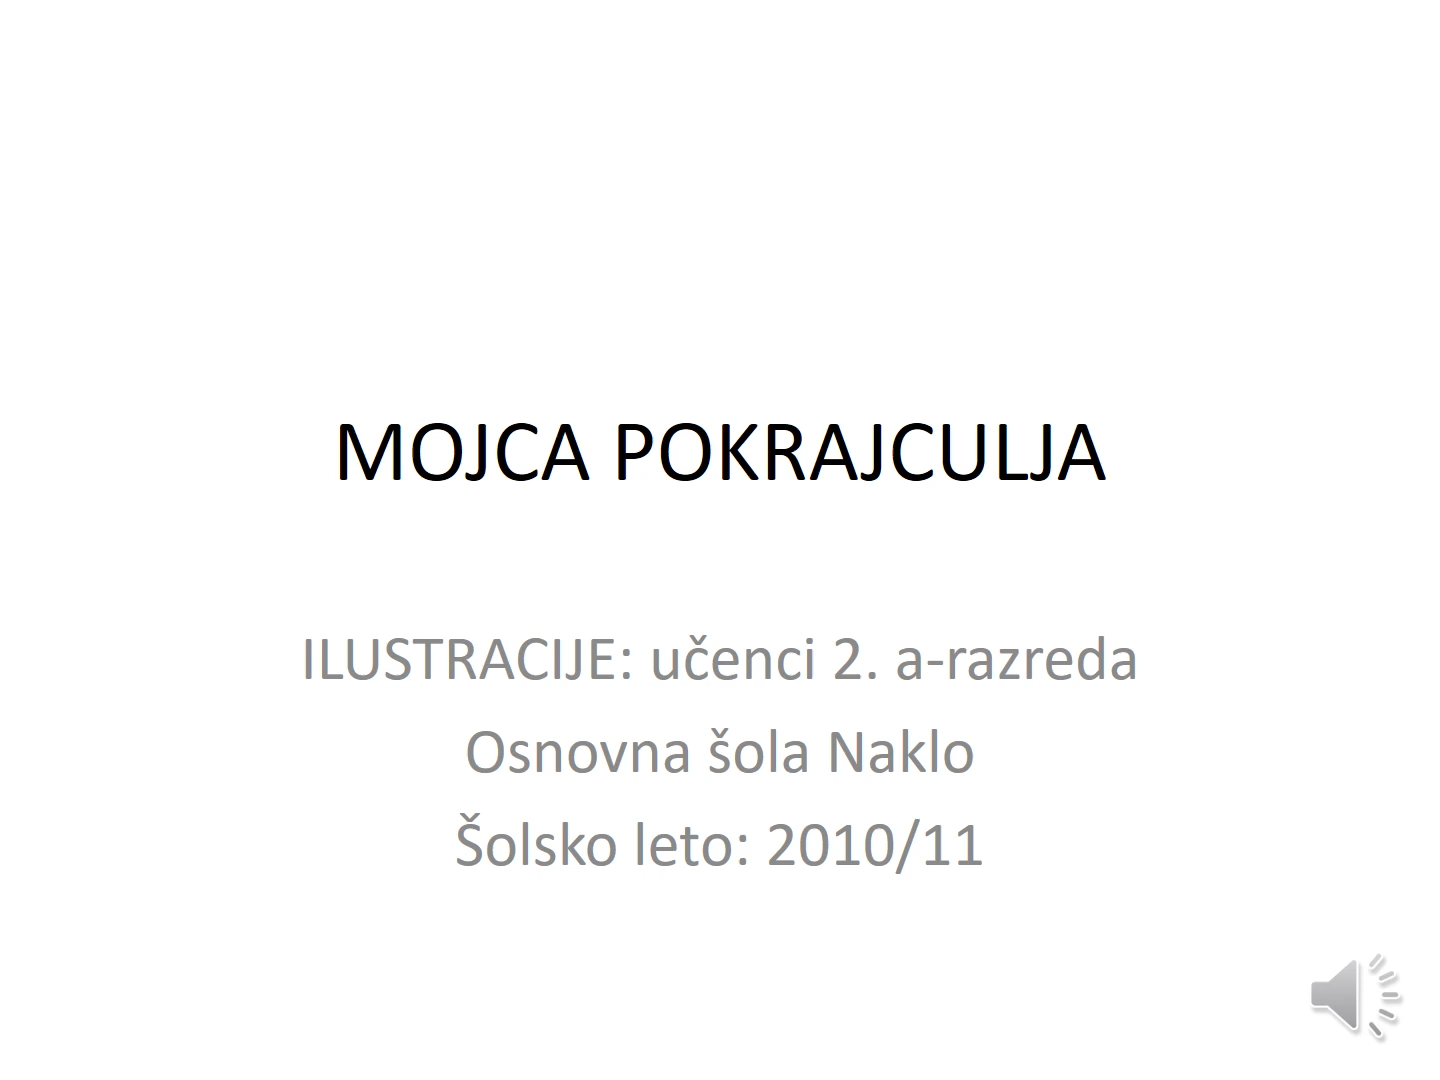 MOJCA POKRAJCULJA
ILUSTRACIJE: učenci 2. a-razreda
Osnovna šola Naklo
Šolsko leto: 2010/11